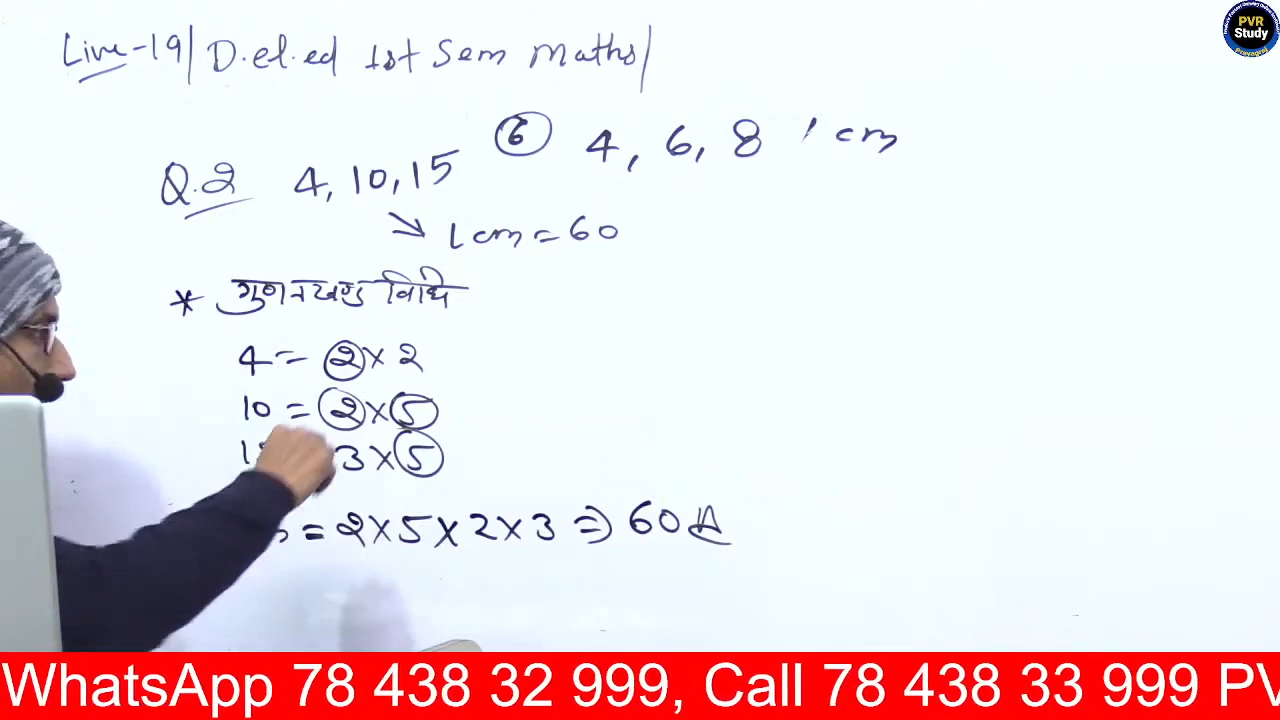 Live-19/ D.el.ed 1st Sem Maths/
6 4, 6, 8 , cm
Q.2 4, 10, 15
↘ lcm = 60
* गुणनखण्ड विधि
4 = 2 × 2
10 = 2 × 5
3 × 5
= 2 × 5 × 2 × 3 ⇒ 60 A
PVR
Study
Prayagraj
WhatsApp 78 438 32 999, Call 78 438 33 999 PV